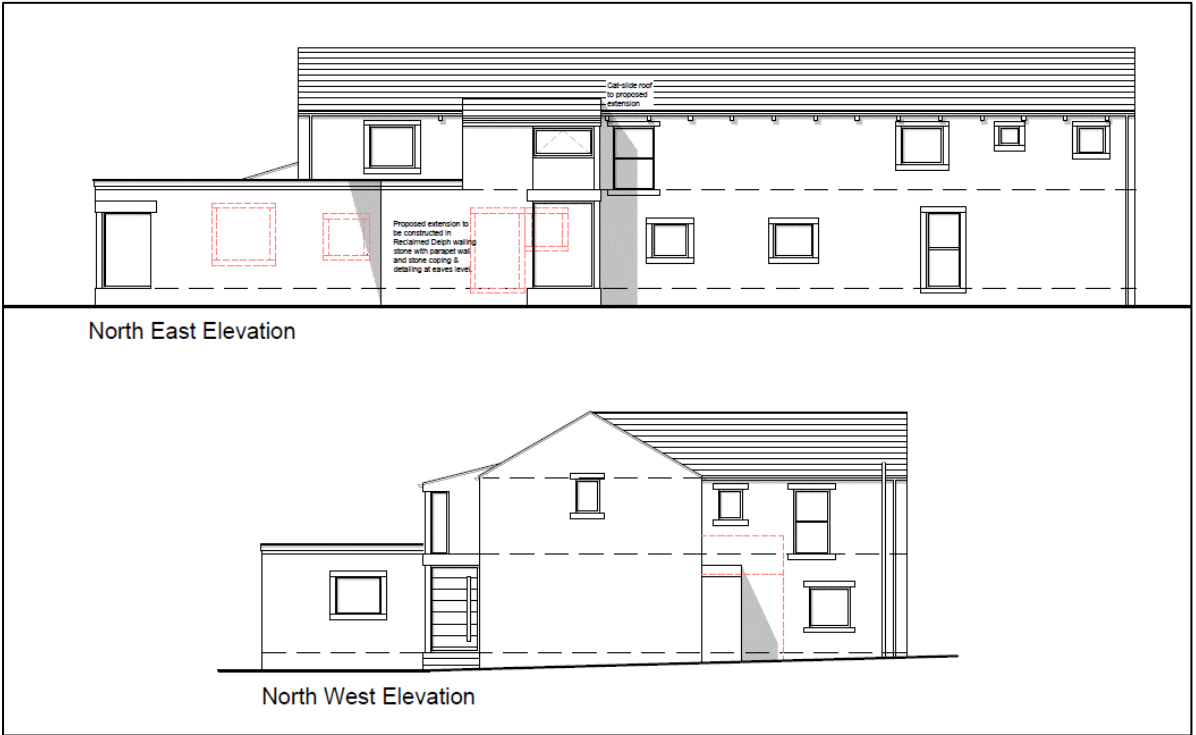 Cat-slide roof
to proposed
extension
Proposed extension to
be constructed in
Reclaimed Delph walling
stone with parapet wall,
and stone coping &
detailing at eaves level.
North East Elevation
North West Elevation